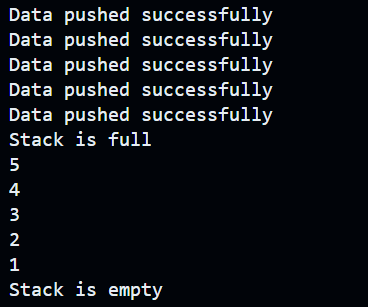 Data pushed successfully
Data pushed successfully
Data pushed successfully
Data pushed successfully
Data pushed successfully
Stack is full
5
4
3
2
1
Stack is empty